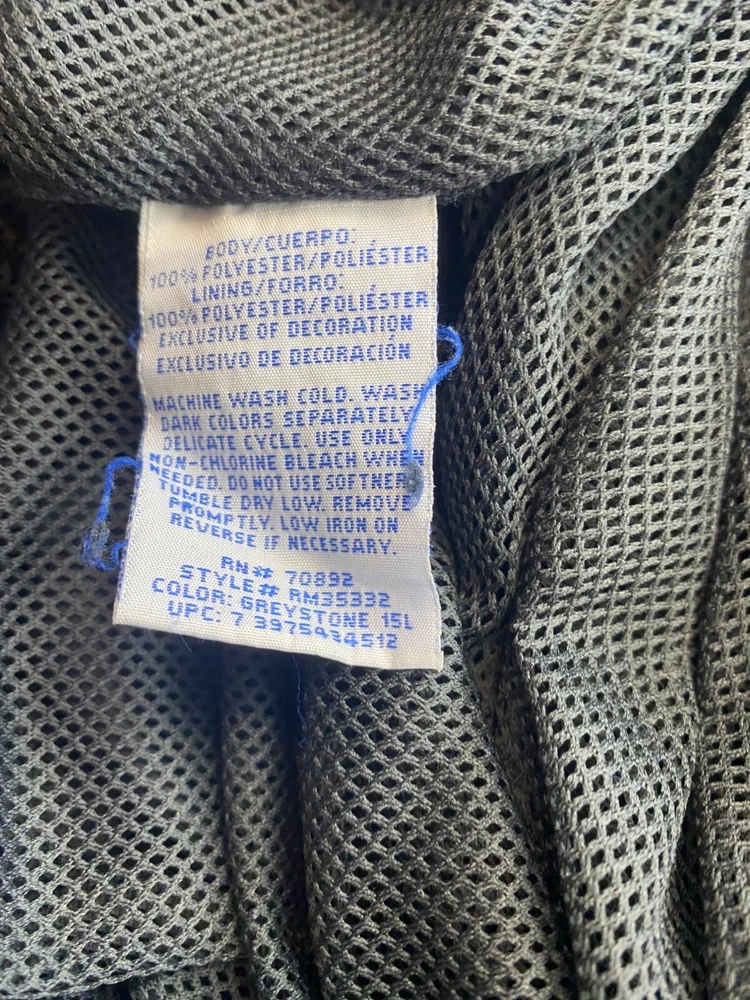 BODY/CUERPO:
100% POLYESTER/POLIÉSTER
LINING/FORRO:
100% POLYESTER/POLIÉSTER
EXCLUSIVE OF DECORATION
EXCLUSIVO DE DECORACIÓN
MACHINE WASH COLD. WASH
DARK COLORS SEPARATELY
DELICATE CYCLE. USE ONLY
NON-CHLORINE BLEACH WHEN
NEEDED. DO NOT USE SOFTNER
TUMBLE DRY LOW. REMOVE
PROMPTLY. LOW IRON ON
REVERSE IF NECESSARY.
RN# 70892
STYLE# RM35332
COLOR: GREYSTONE 15L
UPC: 7 3975434512